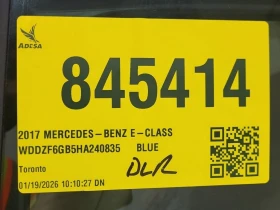 ADESA
845414
2017 MERCEDES-BENZ E-CLASS
WDDZF6GB5HA240835 BLUE
Toronto DLR
01/19/2026 10:10:27 DN